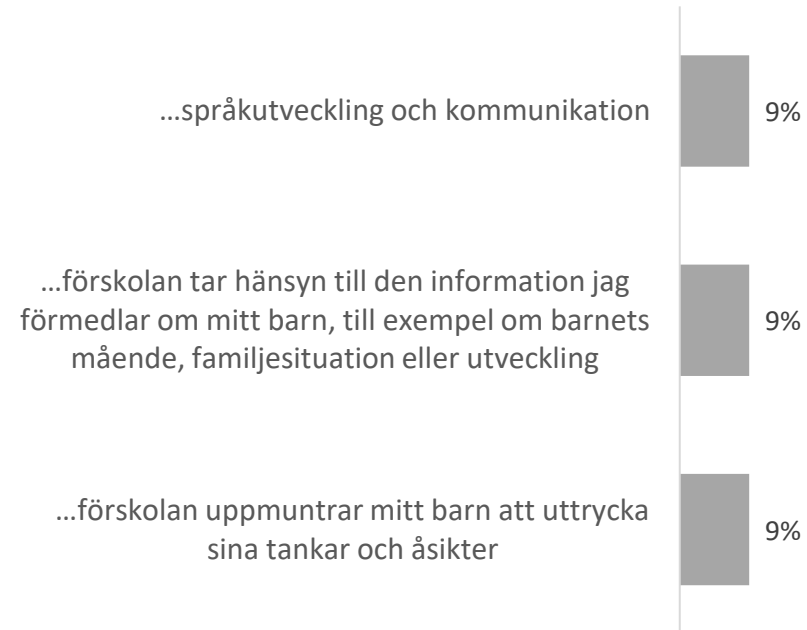 ...språkutveckling och kommunikation
9%
...förskolan tar hänsyn till den information jag
förmedlar om mitt barn, till exempel om barnets
mående, familjesituation eller utveckling
9%
...förskolan uppmuntrar mitt barn att uttrycka
sina tankar och åsikter
9%